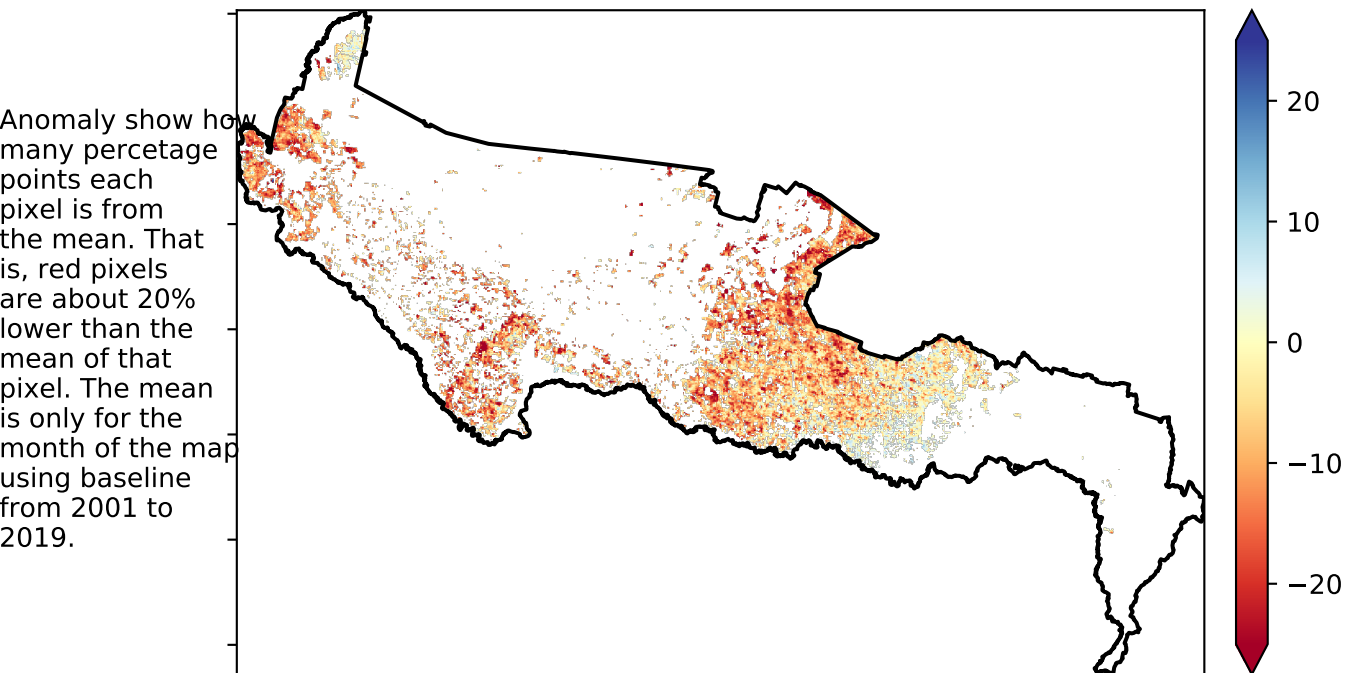 Anomaly show how
many percetage
points each
pixel is from
the mean. That
is, red pixels
are about 20%
lower than the
mean of that
pixel. The mean
is only for the
month of the map
using baseline
from 2001 to
2019.
20
10
0
−10
−20